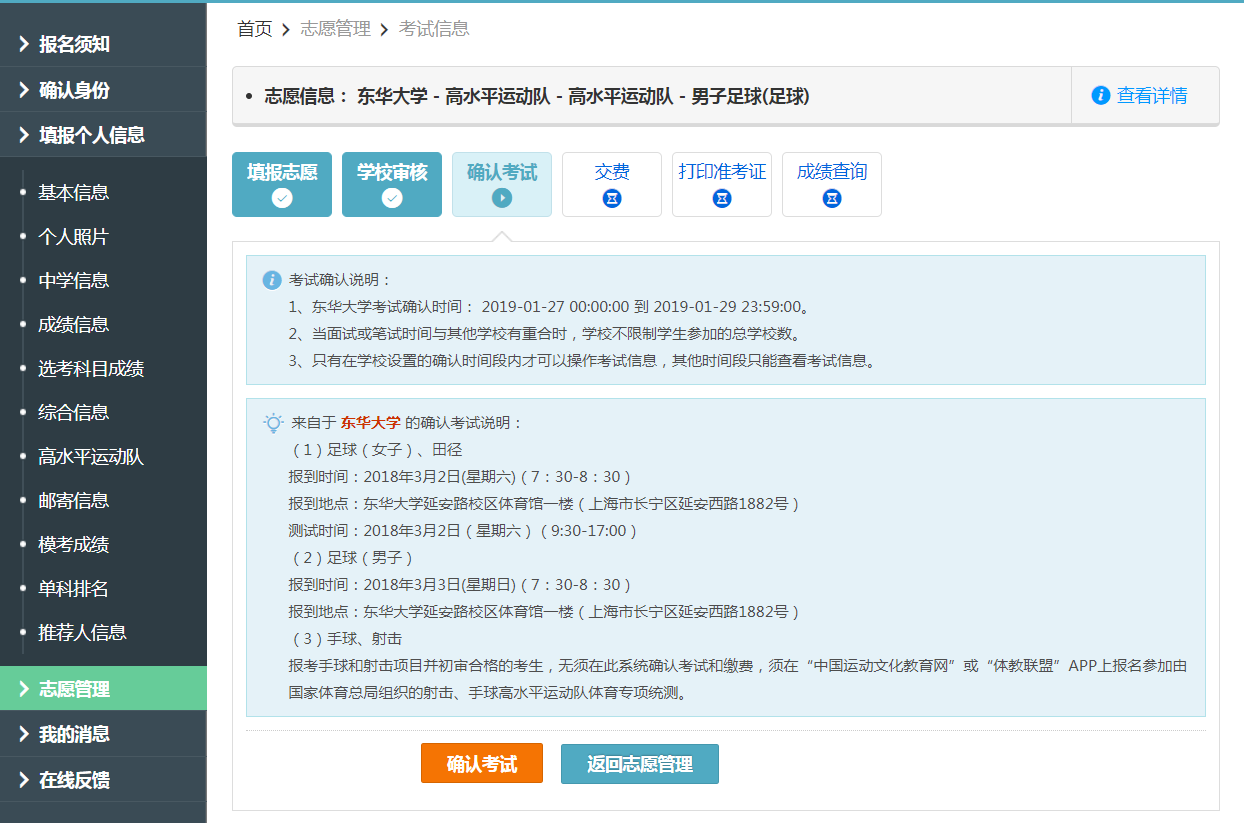 首页 > 志愿管理 > 考试信息
报名须知
确认身份
填报个人信息
基本信息
个人照片
中学信息
成绩信息
选考科目成绩
综合信息
高水平运动队
邮寄信息
模考成绩
单科排名
推荐人信息
志愿管理
我的消息
在线反馈
• 志愿信息： 东华大学 - 高水平运动队 - 高水平运动队 - 男子足球(足球)
查看详情
填报志愿
学校审核
确认考试
交费
打印准考证
成绩查询
考试确认说明：
1、东华大学考试确认时间： 2019-01-27 00:00:00 到 2019-01-29 23:59:00。
2、当面试或笔试时间与其他学校有重合时，学校不限制学生参加的总学校数。
3、只有在学校设置的确认时间段内才可以操作考试信息，其他时间段只能查看考试信息。
来自于 东华大学 的确认考试说明：
（1）足球（女子）、田径
报到时间：2018年3月2日(星期六)（7：30-8：30）
报到地点：东华大学延安路校区体育馆一楼（上海市长宁区延安西路1882号）
测试时间：2018年3月2日（星期六）（9:30-17:00）
（2）足球（男子）
报到时间：2018年3月3日(星期日)（7：30-8：30）
报到地点：东华大学延安路校区体育馆一楼（上海市长宁区延安西路1882号）
（3）手球、射击
报考手球和射击项目并初审合格的考生，无须在此系统确认考试和缴费，须在“中国运动文化教育网”或“体教联盟”APP上报名参加由
国家体育总局组织的射击、手球高水平运动队体育专项统测。
确认考试
返回志愿管理